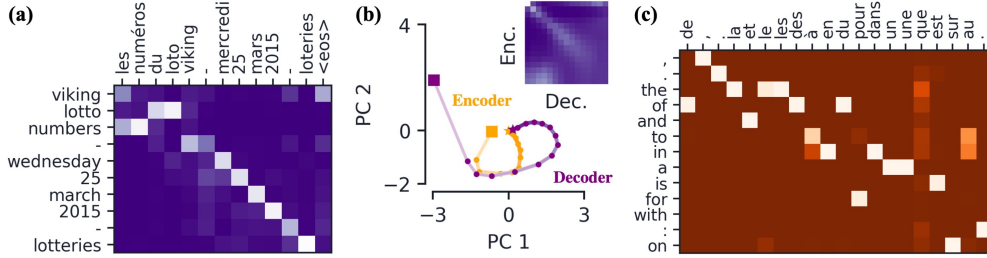 (a)
les
numéros
du
loto
viking
-
mercredi
25
mars
2015
-
loteries
<eos>
viking
lotto
numbers
-
wednesday
25
march
2015
-
lotteries
(b)
4
0
−2
PC 2
−3
0
3
PC 1
Enc.
Dec.
Encoder
Decoder
(c)
de
,
la
et
le
les
des
à
en
du
pour
dans
un
une
que
est
sur
au
.
,
.
the
of
and
to
in
a
is
for
with
:
on